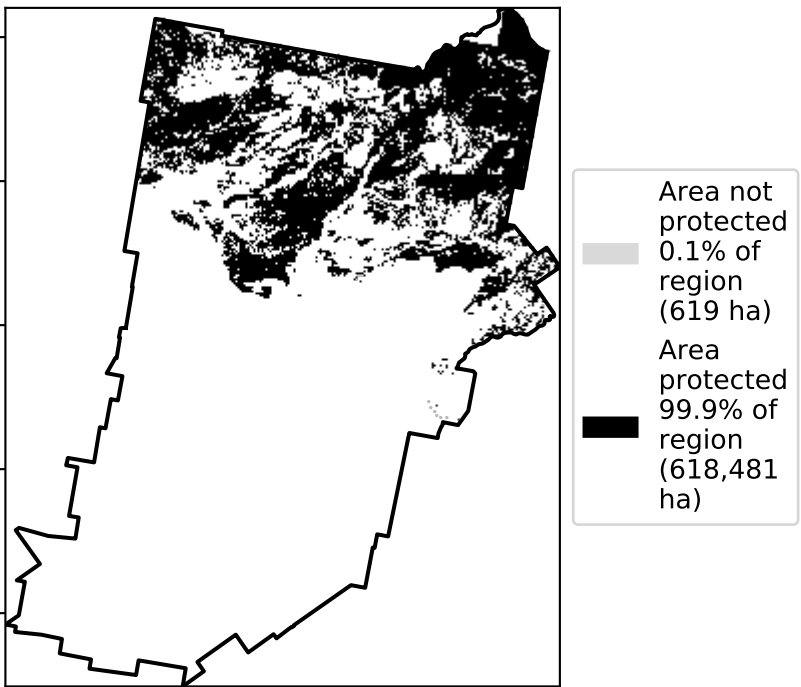 Area not
protected
0.1% of
region
(619 ha)
Area
protected
99.9% of
region
(618,481
ha)